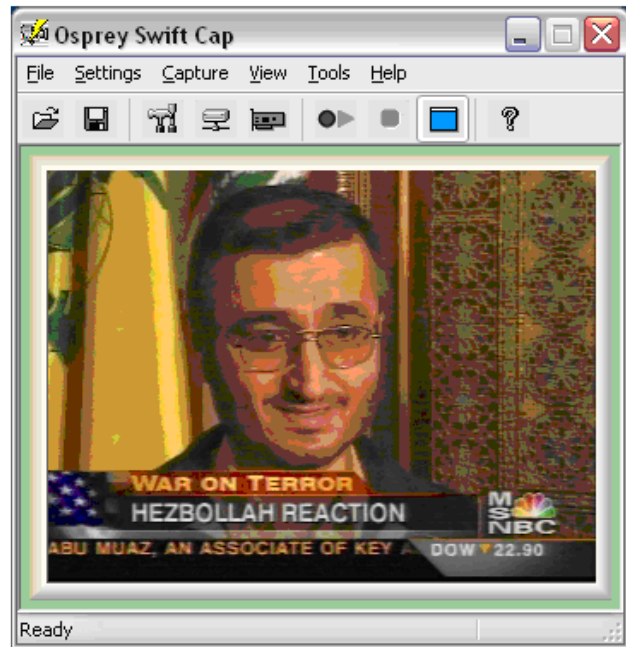 Osprey Swift Cap
File Settings Capture View Tools Help
WAR ON TERROR
HEZBOLLAH REACTION
MSNBC
ABU MUAZ, AN ASSOCIATE OF KEY A
DOW ▼22.90
Ready